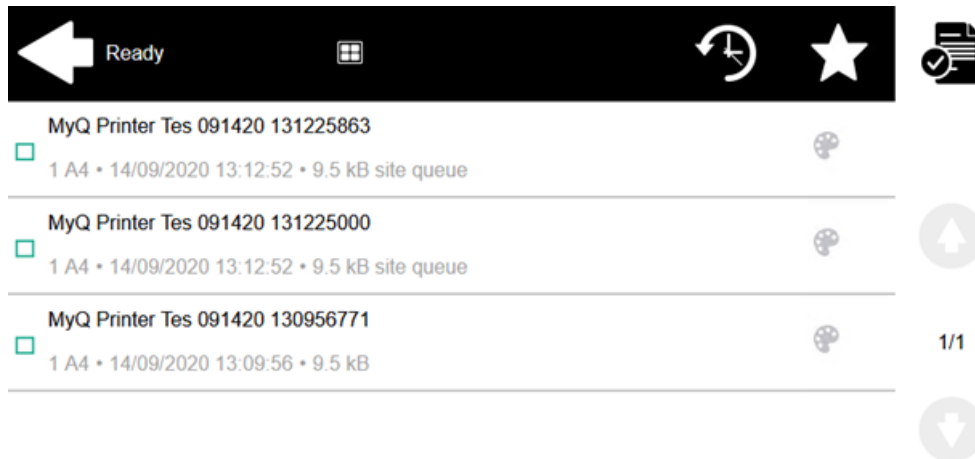 Ready
MyQ Printer Tes 091420 131225863
1 A4 • 14/09/2020 13:12:52 • 9.5 kB site queue
MyQ Printer Tes 091420 131225000
1 A4 • 14/09/2020 13:12:52 • 9.5 kB site queue
MyQ Printer Tes 091420 130956771
1 A4 • 14/09/2020 13:09:56 • 9.5 kB
1/1